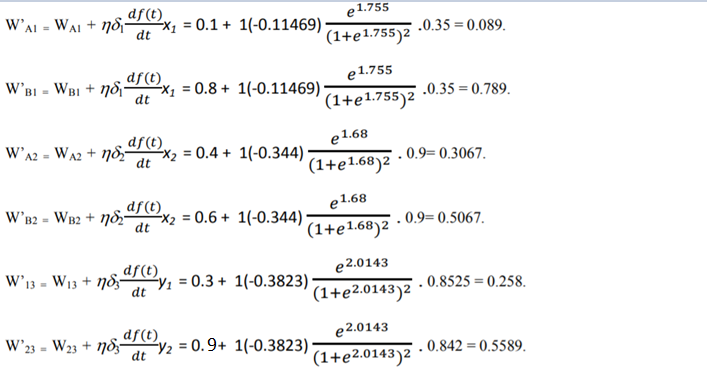 W'A1 = WA1 + ηδ1 df(t)/dt x1 = 0.1 + 1(-0.11469) e^1.755/(1+e^1.755)^2 .0.35 = 0.089.
W'B1 = WB1 + ηδ1 df(t)/dt x1 = 0.8 + 1(-0.11469) e^1.755/(1+e^1.755)^2 .0.35 = 0.789.
W'A2 = WA2 + ηδ2 df(t)/dt x2 = 0.4 + 1(-0.344) e^1.68/(1+e^1.68)^2 . 0.9= 0.3067.
W'B2 = WB2 + ηδ2 df(t)/dt x2 = 0.6 + 1(-0.344) e^1.68/(1+e^1.68)^2 . 0.9= 0.5067.
W'13 = W13 + ηδ3 df(t)/dt y1 = 0.3 + 1(-0.3823) e^2.0143/(1+e^2.0143)^2 . 0.8525 = 0.258.
W'23 = W23 + ηδ3 df(t)/dt y2 = 0.9+ 1(-0.3823) e^2.0143/(1+e^2.0143)^2 . 0.842 = 0.5589.